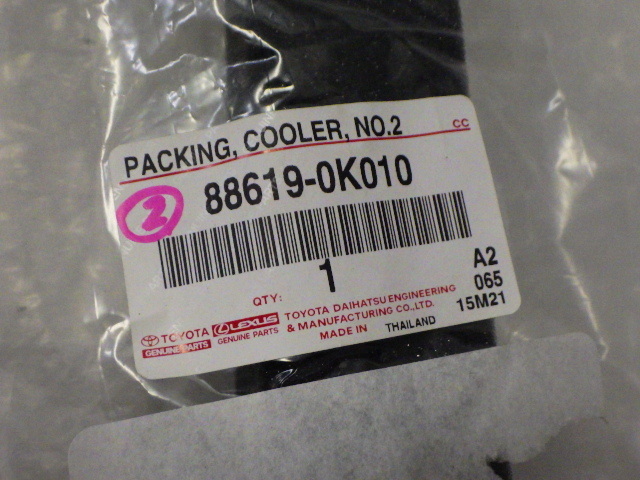 PACKING, COOLER, NO.2 CC
2 88619-0K010
QTY: 1 A2
065
TOYOTA GENUINE PARTS LEXUS GENUINE PARTS TOYOTA DAIHATSU ENGINEERING & MANUFACTURING CO.,LTD. 15M21
MADE IN THAILAND